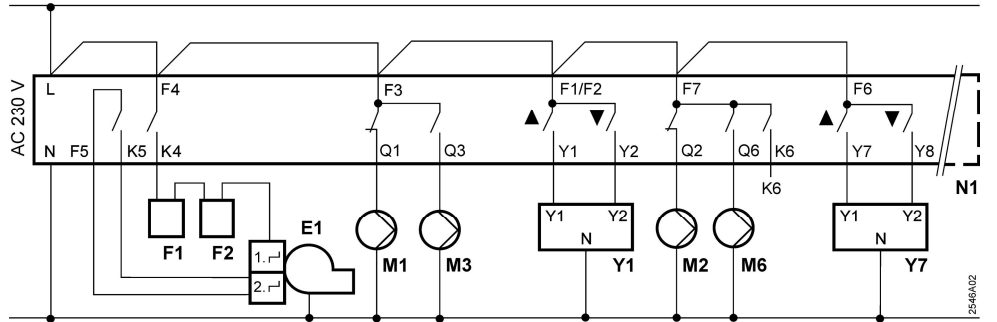 AC 230 V
L F4 F3 F1/F2 F7 F6
N F5 K5 K4 Q1 Q3 Y1 Y2 Q2 Q6 K6 Y7 Y8
K6
N1
F1 F2 E1
1.
2.
M1 M3
Y1 Y2
N
Y1
M2 M6
Y1 Y2
N
Y7
2546A02